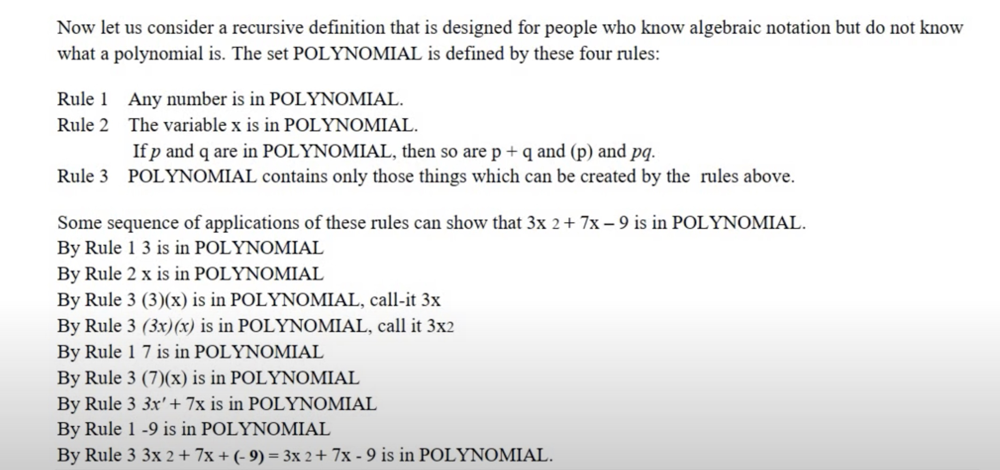 Now let us consider a recursive definition that is designed for people who know algebraic notation but do not know
what a polynomial is. The set POLYNOMIAL is defined by these four rules:
Rule 1 Any number is in POLYNOMIAL.
Rule 2 The variable x is in POLYNOMIAL.
If p and q are in POLYNOMIAL, then so are p + q and (p) and pq.
Rule 3 POLYNOMIAL contains only those things which can be created by the rules above.
Some sequence of applications of these rules can show that 3x 2 + 7x – 9 is in POLYNOMIAL.
By Rule 1 3 is in POLYNOMIAL
By Rule 2 x is in POLYNOMIAL
By Rule 3 (3)(x) is in POLYNOMIAL, call-it 3x
By Rule 3 (3x)(x) is in POLYNOMIAL, call it 3x2
By Rule 1 7 is in POLYNOMIAL
By Rule 3 (7)(x) is in POLYNOMIAL
By Rule 3 3x' + 7x is in POLYNOMIAL
By Rule 1 -9 is in POLYNOMIAL
By Rule 3 3x 2 + 7x + (- 9) = 3x 2 + 7x - 9 is in POLYNOMIAL.